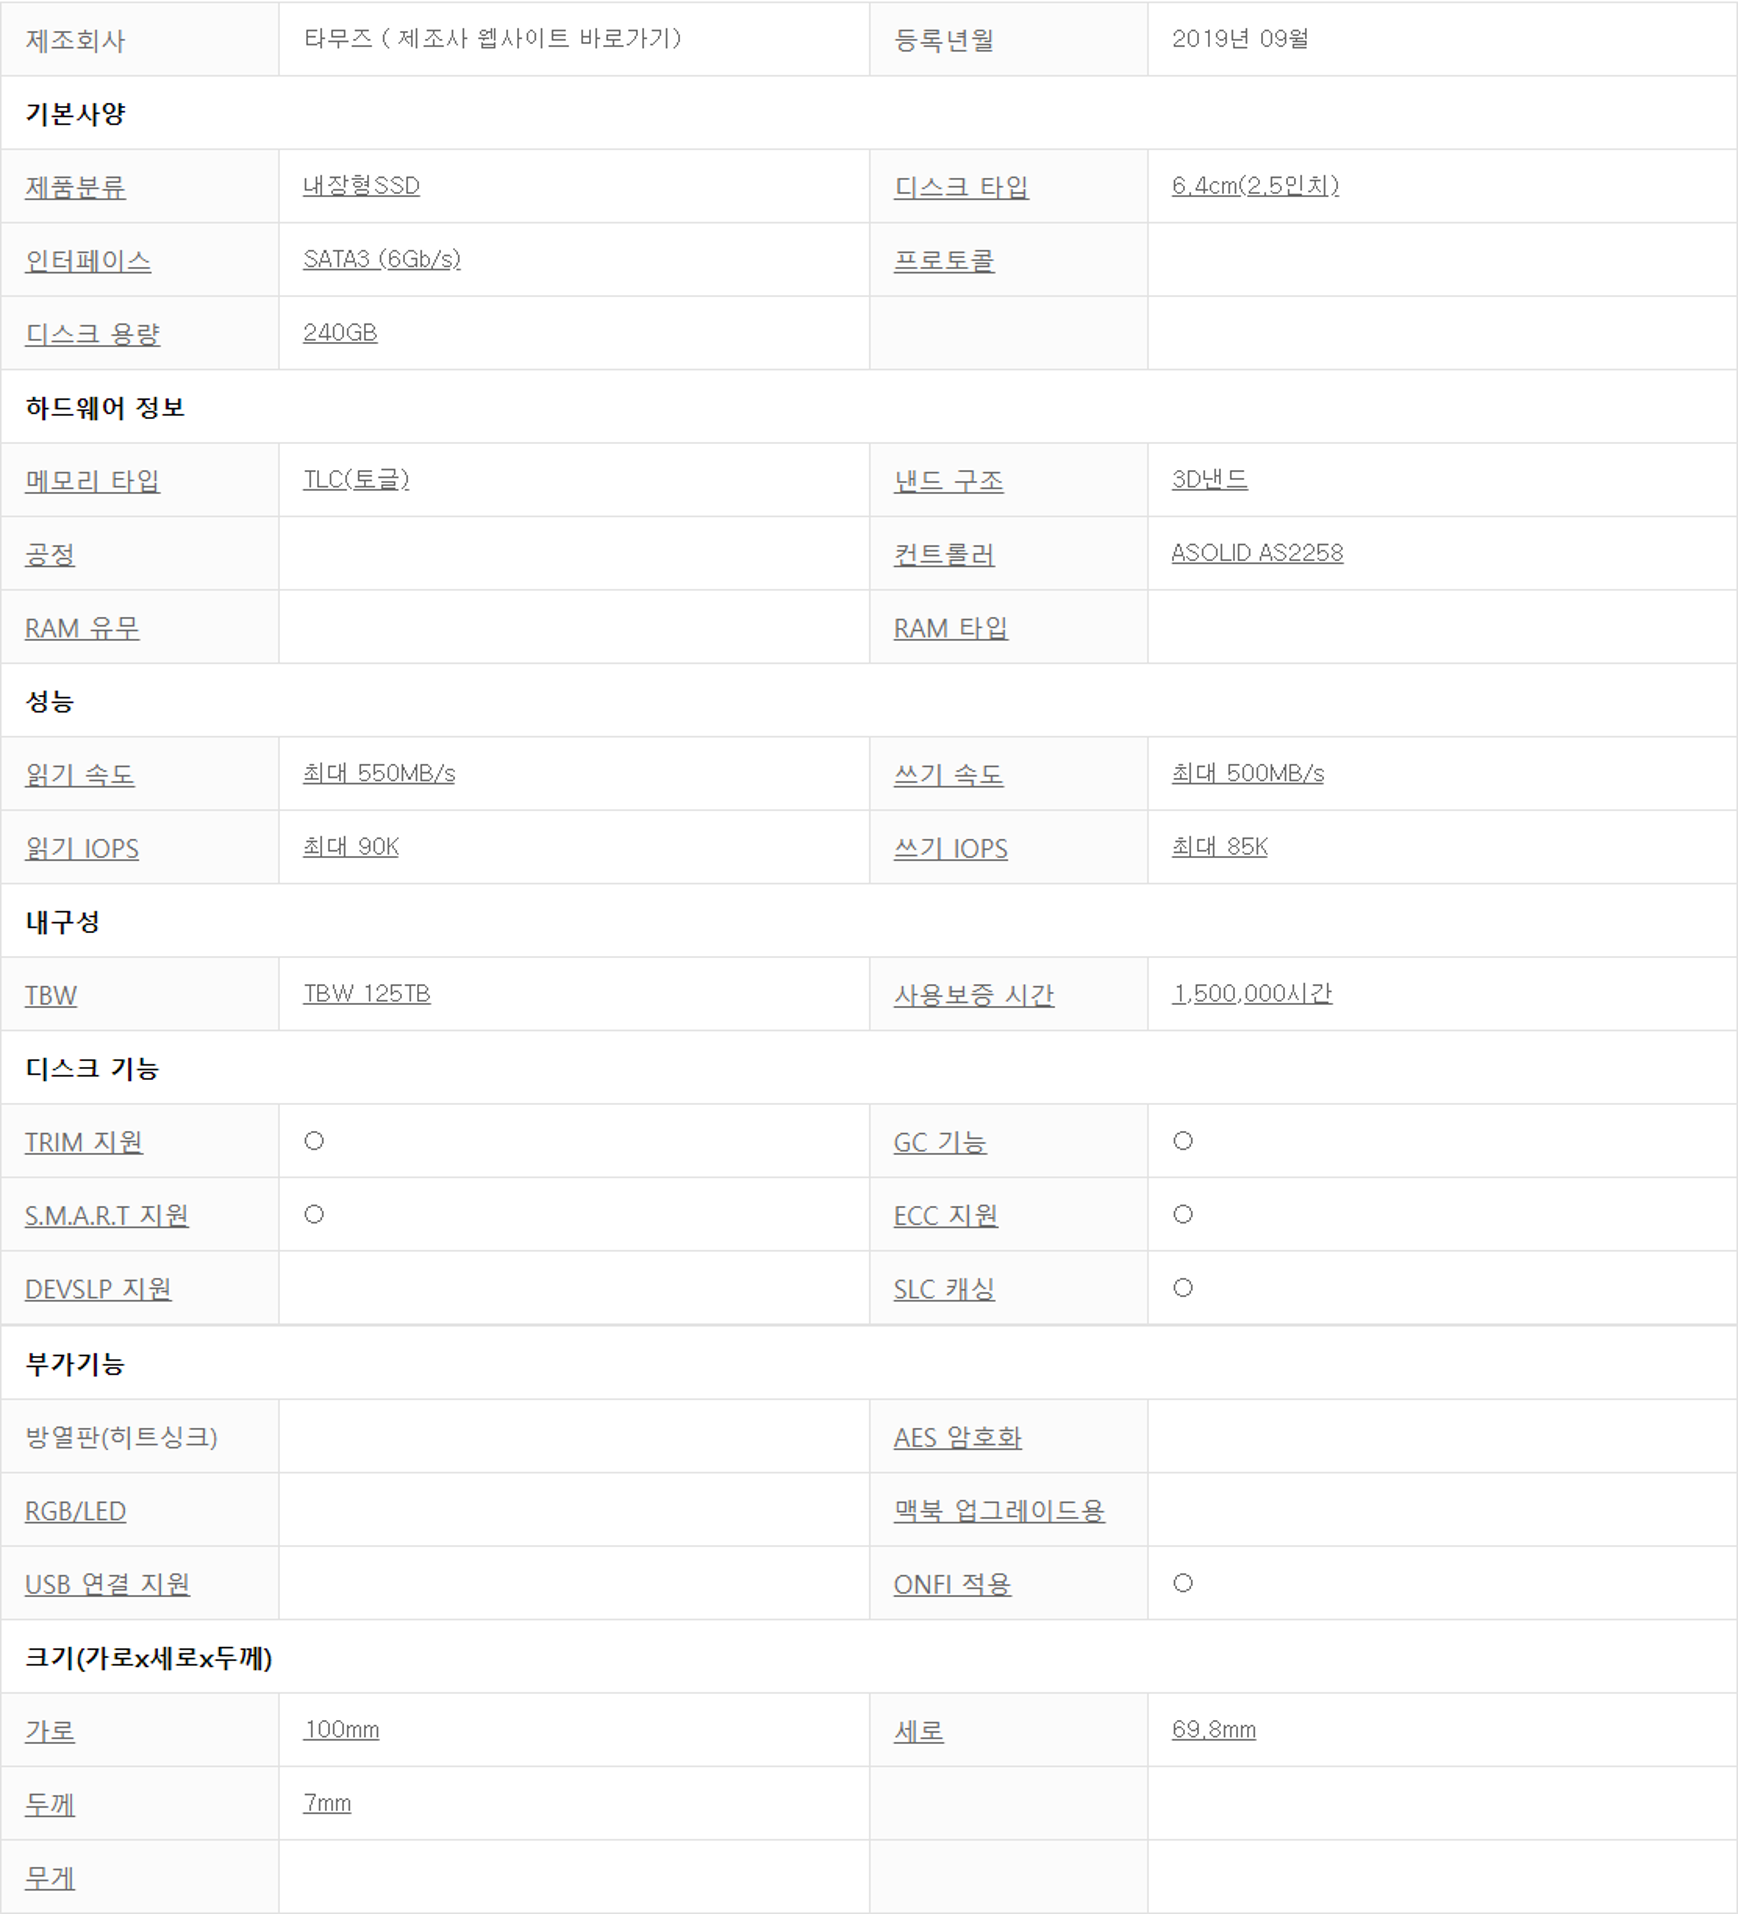 제조회사 타무즈 ( 제조사 웹사이트 바로가기) 등록년월 2019년 09월
기본사양
제품분류 내장형SSD 디스크 타입 6.4cm(2.5인치)
인터페이스 SATA3 (6Gb/s) 프로토콜
디스크 용량 240GB
하드웨어 정보
메모리 타입 TLC(토글) 낸드 구조 3D낸드
공정 컨트롤러 ASOLID AS2258
RAM 유무 RAM 타입
성능
읽기 속도 최대 550MB/s 쓰기 속도 최대 500MB/s
읽기 IOPS 최대 90K 쓰기 IOPS 최대 85K
내구성
TBW TBW 125TB 사용보증 시간 1,500,000시간
디스크 기능
TRIM 지원 ○ GC 기능 ○
S.M.A.R.T 지원 ○ ECC 지원 ○
DEVSLP 지원 SLC 캐싱 ○
부가기능
방열판(히트싱크) AES 암호화
RGB/LED 맥북 업그레이드용
USB 연결 지원 ONFI 적용 ○
크기(가로x세로x두께)
가로 100mm 세로 69.8mm
두께 7mm
무게